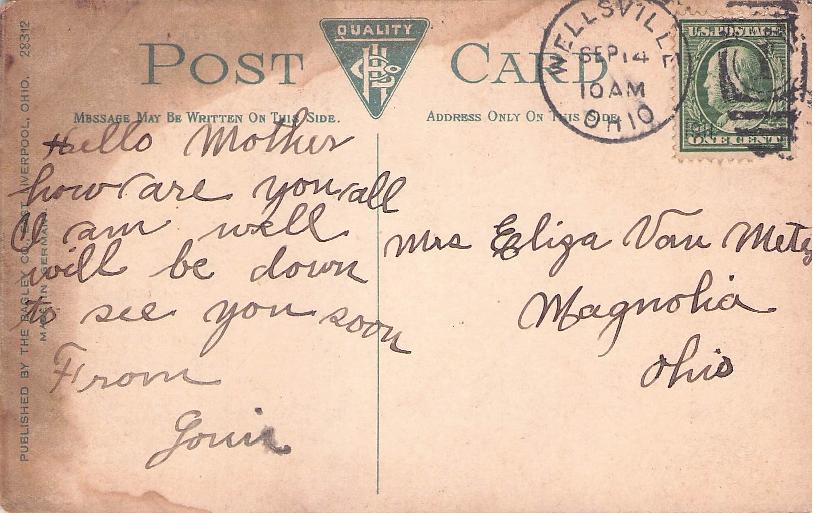 QUALITY
POST CARD
MESSAGE MAY BE WRITTEN ON THIS SIDE.
ADDRESS ONLY ON THIS SIDE
WELLSVILLE
SEP 14
10 AM
OHIO
U.S. POSTAGE
ONE CENT
Hello Mother
how are you all
I am well
will be down
to see you soon
From
Mrs Eliza Van Metz
Magnolia
Ohio
PUBLISHED BY THE BAGLEY CO. EAST LIVERPOOL, OHIO. 28312
MADE IN GERMANY